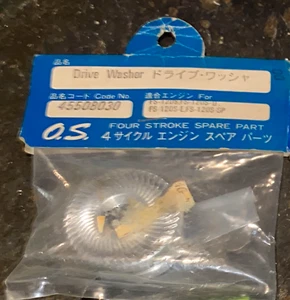 品名
Drive Washer ドライブ・ワッシャ
品名コード Code No. 適合エンジン For
45508030
O.S. FOUR STROKE SPARE PART
4サイクル エンジン スペア パーツ